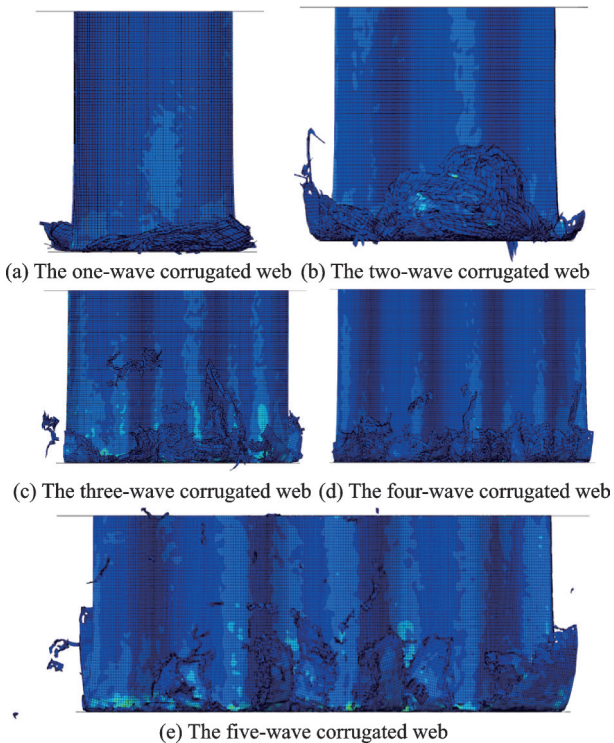 (a) The one-wave corrugated web (b) The two-wave corrugated web
(c) The three-wave corrugated web (d) The four-wave corrugated web
(e) The five-wave corrugated web